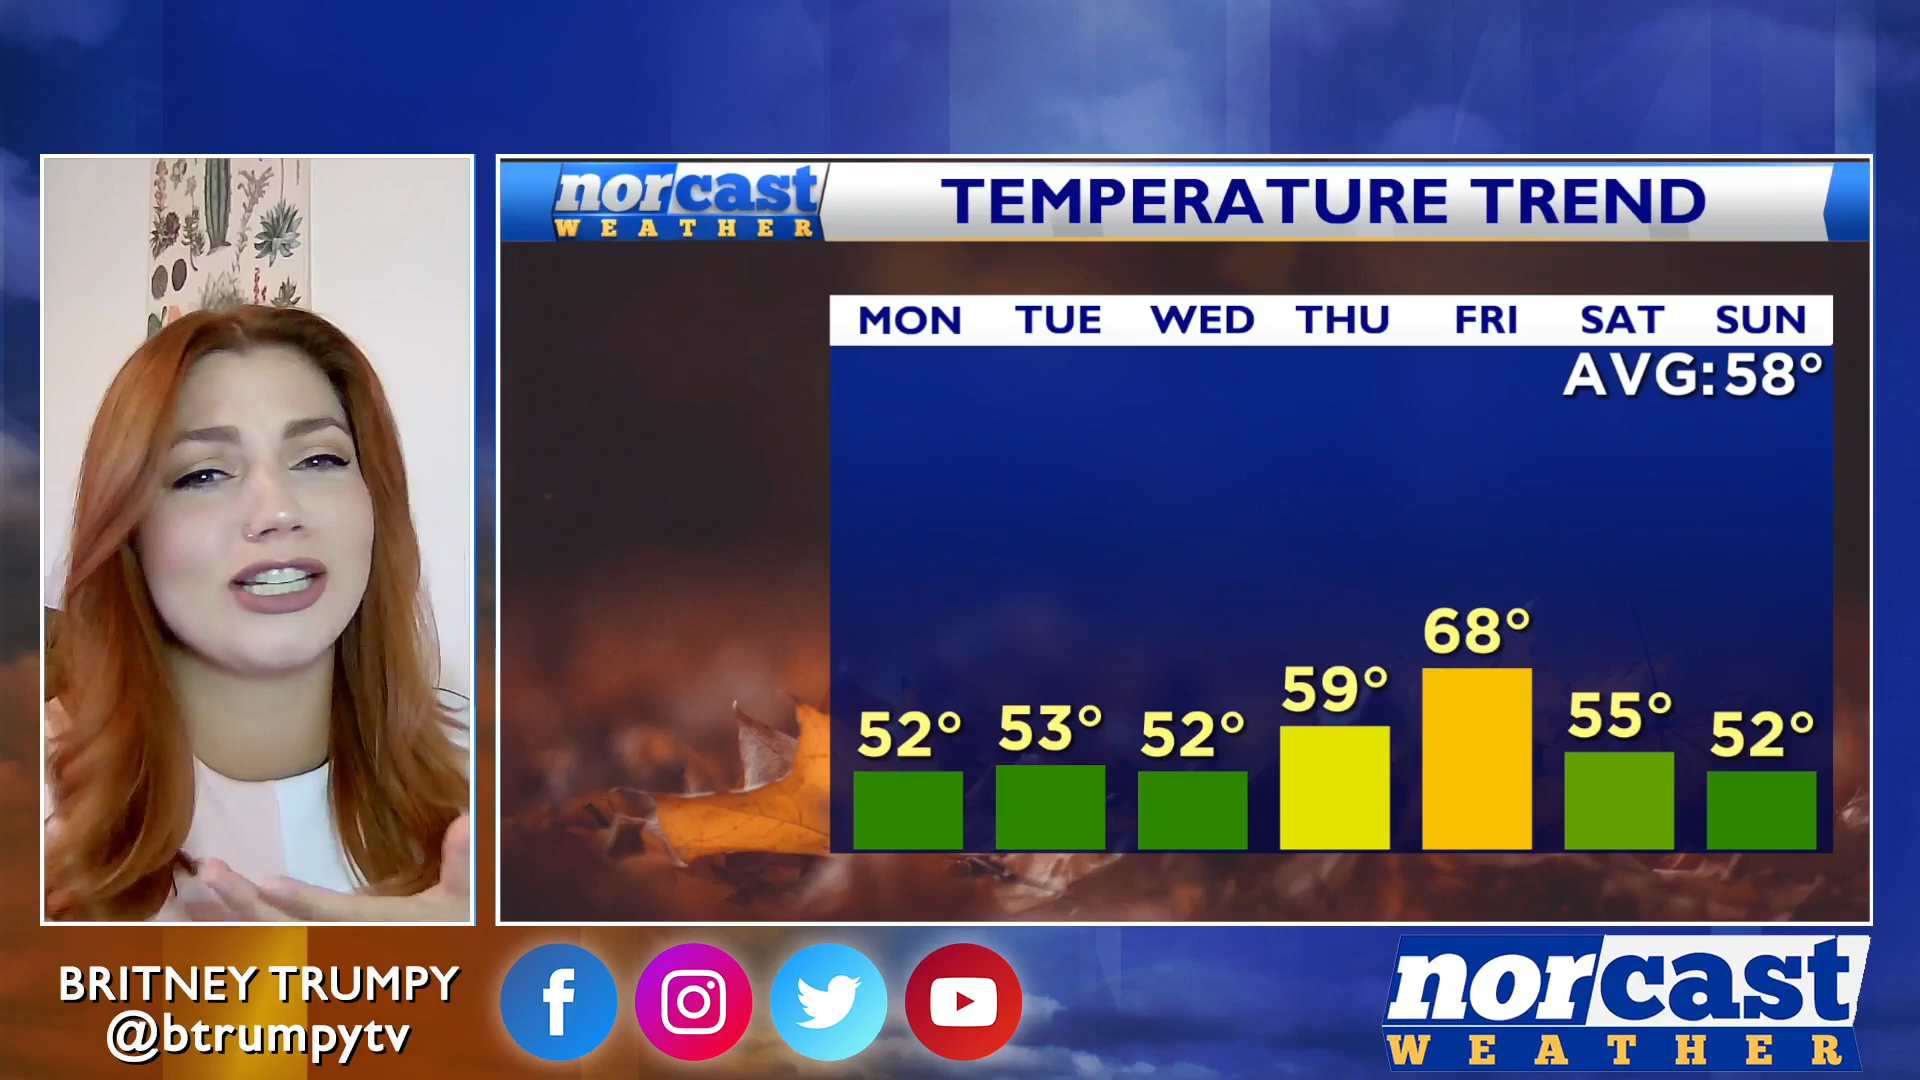 norcast
WEATHER
TEMPERATURE TREND
MON TUE WED THU FRI SAT SUN
AVG: 58°
52° 53° 52° 59° 68° 55° 52°
BRITNEY TRUMPY
@btrumpytv
norcast
WEATHER